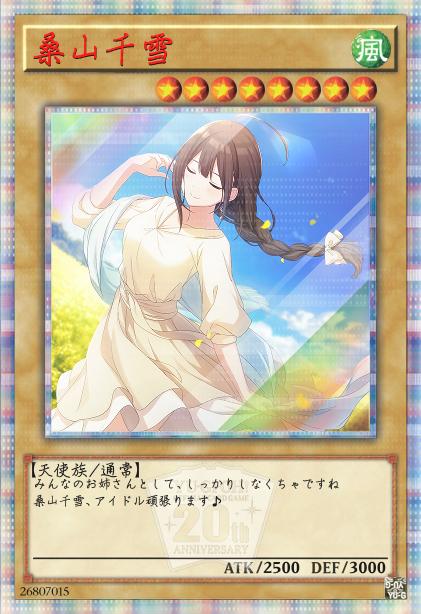 桑山千雪
風
【天使族/通常】
みんなのお姉さんとして、しっかりしなくちゃですね
桑山千雪、アイドル頑張ります♪
20th
ANNIVERSARY
ATK/2500 DEF/3000
26807015